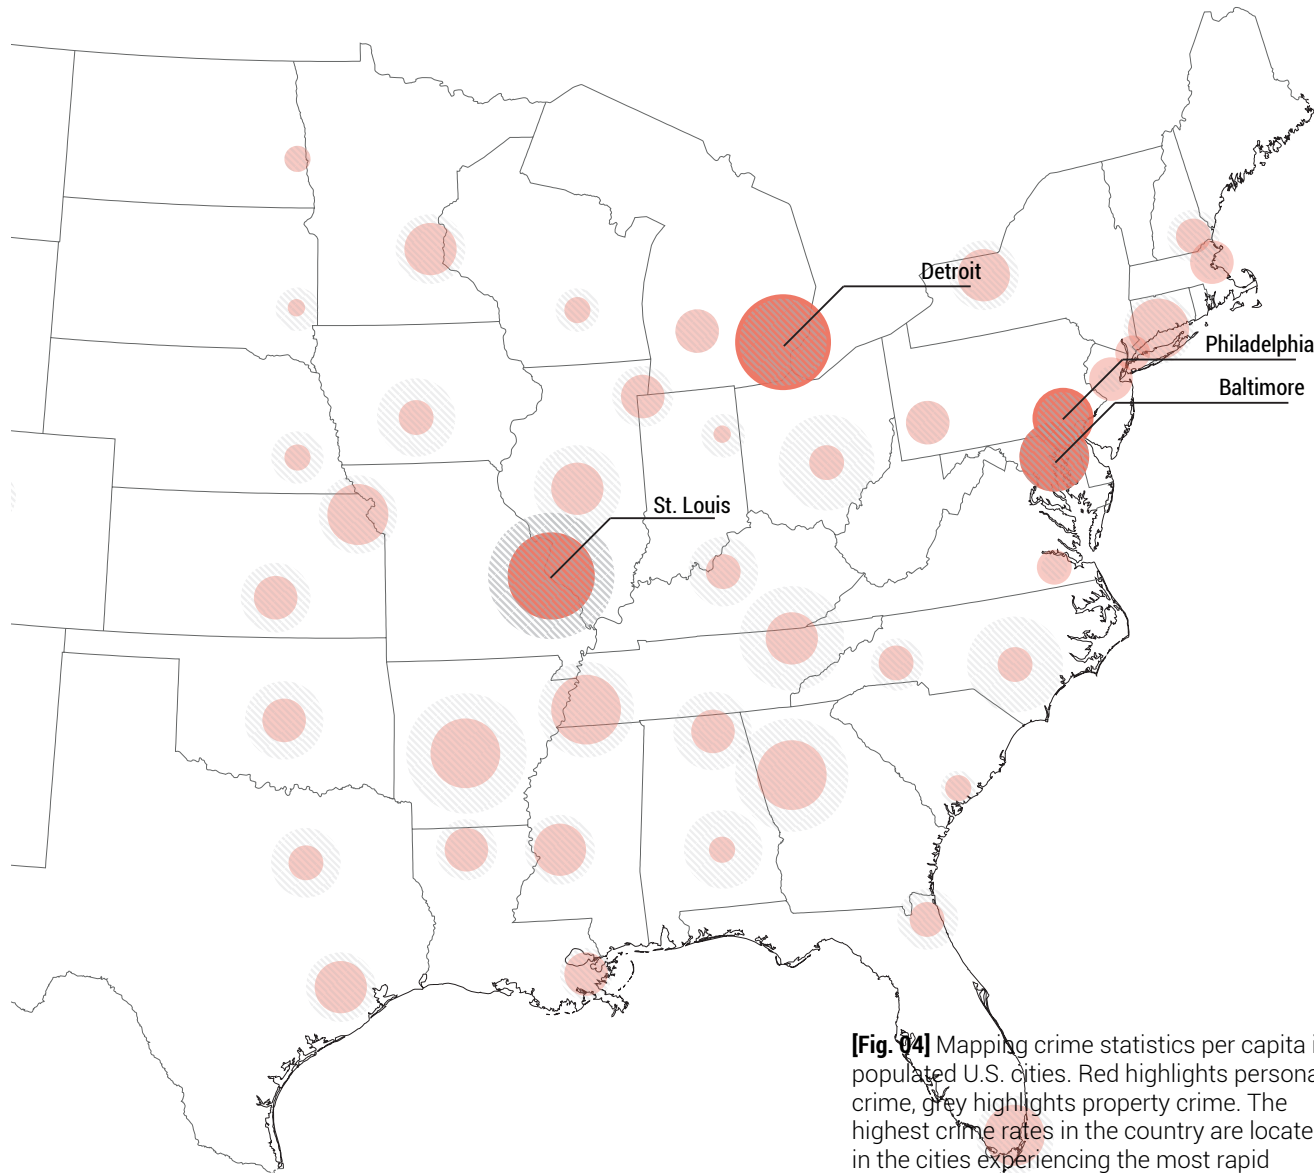 Detroit
Philadelphia
Baltimore
St. Louis
[Fig. 04] Mapping crime statistics per capita i
populated U.S. cities. Red highlights persona
crime, grey highlights property crime. The
highest crime rates in the country are locate
in the cities experiencing the most rapid